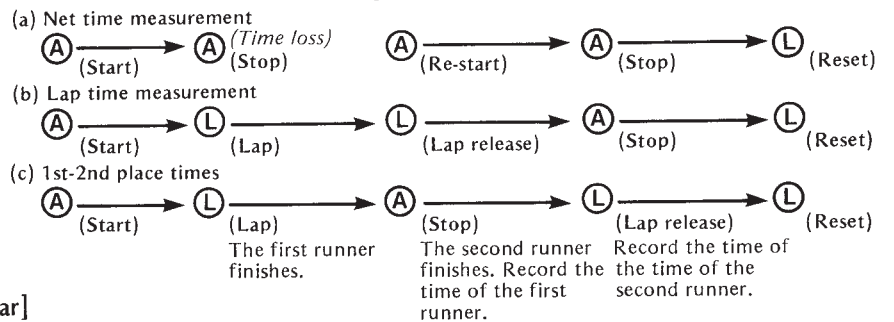 (a) Net time measurement
A A (Time loss) A A L
(Start) (Stop) (Re-start) (Stop) (Reset)
(b) Lap time measurement
A L L A L
(Start) (Lap) (Lap release) (Stop) (Reset)
(c) 1st-2nd place times
A L A L L
(Start) (Lap) (Stop) (Lap release) (Reset)
The first runner The second runner Record the time of
finishes. finishes. Record the the time of the
time of the first second runner.
runner.
ar]